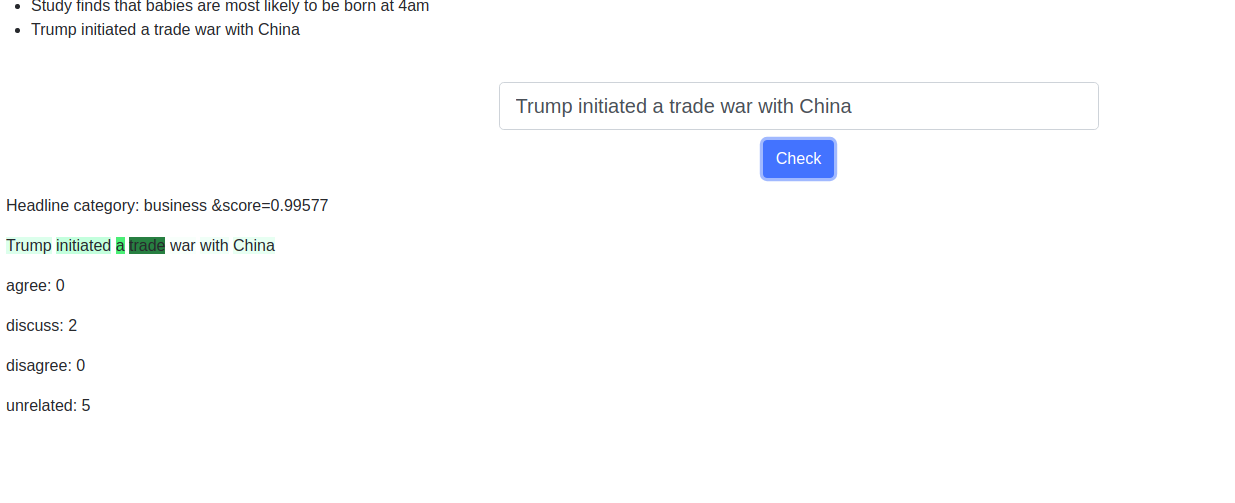 Study finds that babies are most likely to be born at 4am
Trump initiated a trade war with China
Trump initiated a trade war with China
Check
Headline category: business &score=0.99577
Trump initiated a trade war with China
agree: 0
discuss: 2
disagree: 0
unrelated: 5